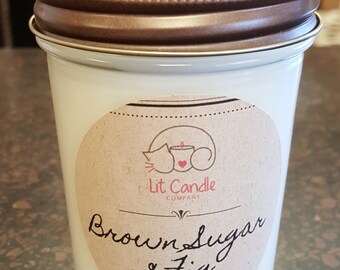 Lit Candle
COMPANY
Brown Sugar
& Fig